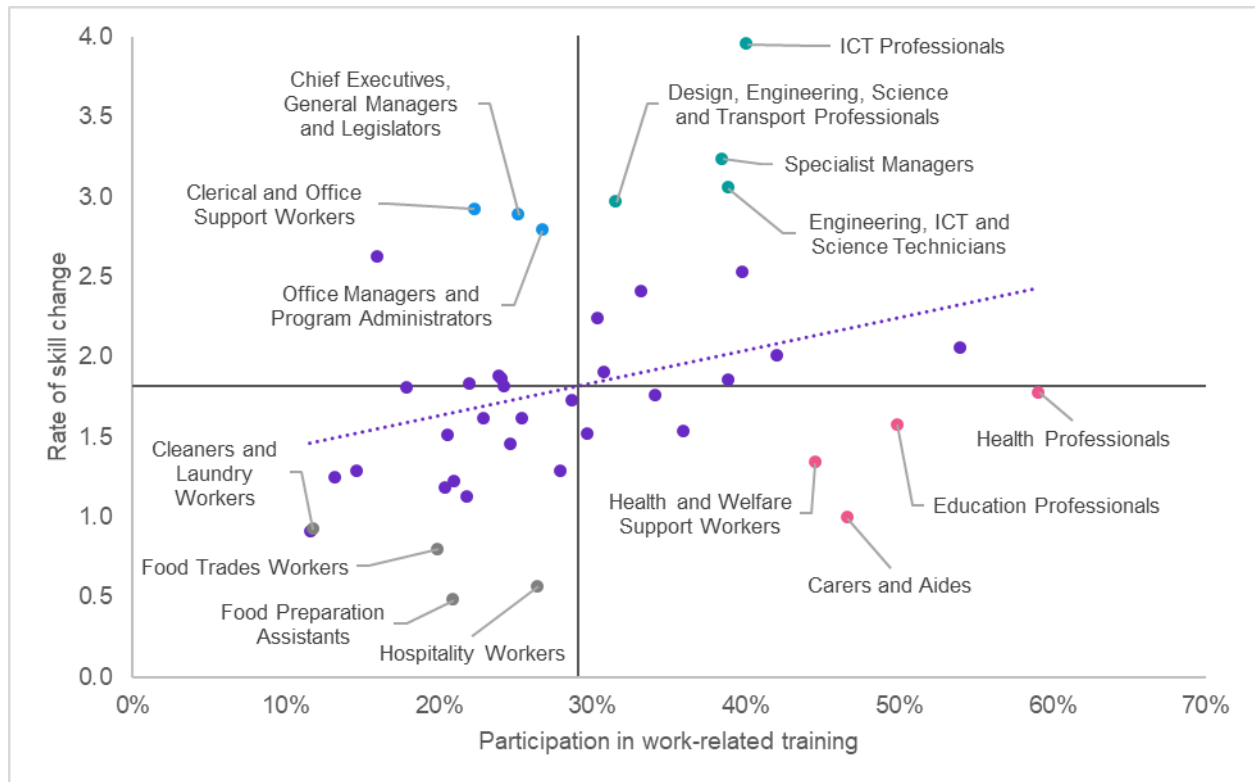 4.0
3.5
3.0
2.5
2.0
1.5
1.0
0.5
0.0
Rate of skill change
ICT Professionals
Chief Executives,
General Managers
and Legislators
Design, Engineering, Science
and Transport Professionals
Specialist Managers
Clerical and Office
Support Workers
Engineering, ICT and
Science Technicians
Office Managers and
Program Administrators
Cleaners and
Laundry
Workers
Health Professionals
Health and Welfare
Support Workers
Education Professionals
Food Trades Workers
Carers and Aides
Food Preparation
Assistants
Hospitality Workers
0%
10%
20%
30%
40%
50%
60%
70%
Participation in work-related training